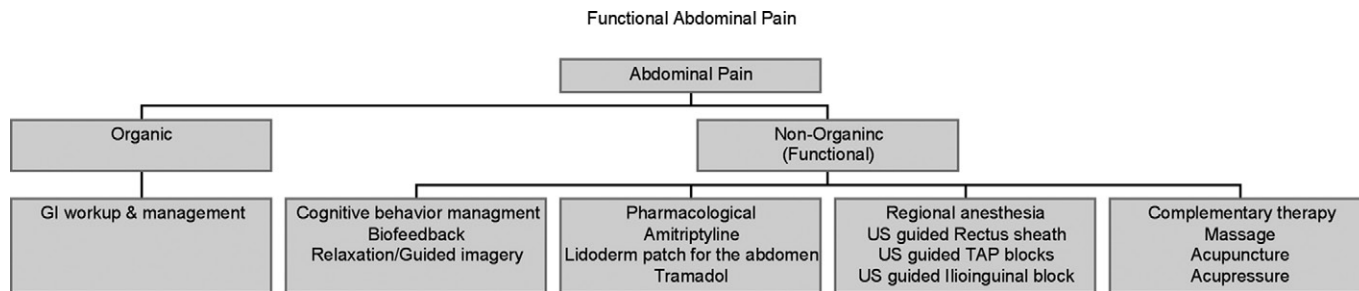 Functional Abdominal Pain
Abdominal Pain
Organic
Non-Organinc
(Functional)
GI workup & management
Cognitive behavior managment
Biofeedback
Relaxation/Guided imagery
Pharmacological
Amitriptyline
Lidoderm patch for the abdomen
Tramadol
Regional anesthesia
US guided Rectus sheath
US guided TAP blocks
US guided Ilioinguinal block
Complementary therapy
Massage
Acupuncture
Acupressure